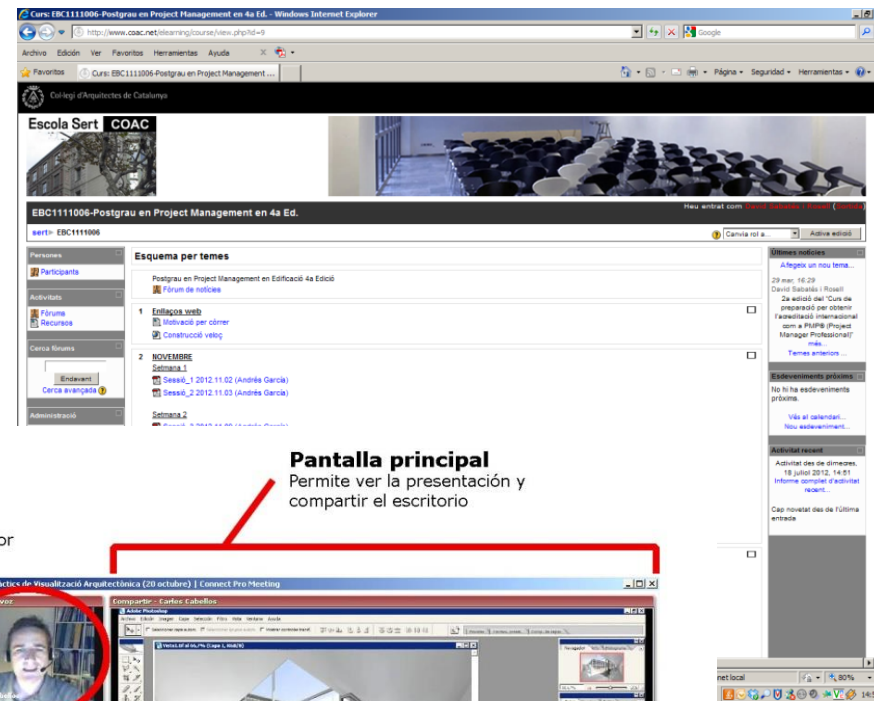 Curs: EBC1111006-Postgrau en Project Management en 4a Ed. - Windows Internet Explorer
http://www.coac.net/elearning/course/view.php?id=9
Google
Archivo Edición Ver Favoritos Herramientas Ayuda X
Favoritos Curs: EBC1111006-Postgrau en Project Management ...
Página Seguridad Herramientas
Col·legi d'Arquitectes de Catalunya
Escola Sert COAC
EBC1111006-Postgrau en Project Management en 4a Ed.
Heu entrat com David Sabatés i Rosell
sert EBC1111006
Canvia rol a...
Activa edició
Persones
Participants
Activitats
Fòrums
Recursos
Cerca fòrums
Endavant
Cerca avançada
Administració
Esquema per temes
Postgrau en Project Management en Edificació 4a Edició
Fòrum de notícies
1 Enllaços web
Motivació per córrer
Construcció veloç
2 NOVEMBRE
Setmana 1
Sessió_1 2012.11.02 (Andrés García)
Sessió_2 2012.11.03 (Andrés García)
Setmana 2
Últimes notícies
Afegeix un nou tema...
29 mar, 16:29
David Sabatés i Rosell
2a edició del 'Curs de
preparació per obtenir
l'acreditació internacional
com a PMP® (Project
Manager Professional)'
més...
Temes anteriors ...
Esdeveniments pròxims
No hi ha esdeveniments
pròxims.
Vés al calendari...
Nou esdeveniment...
Activitat recent
Activitat des de dimecres,
18 juliol 2012, 14:51
Informe complet d'activitat
recent...
Cap novetat des de l'última
entrada
Pantalla principal
Permite ver la presentación y
compartir el escritorio
or
àctics de Visualització Arquitectònica (20 octubre) | Connect Pro Meeting
voz
Compartir - Carles Cabellos
Adobe Photoshop
net local
80%